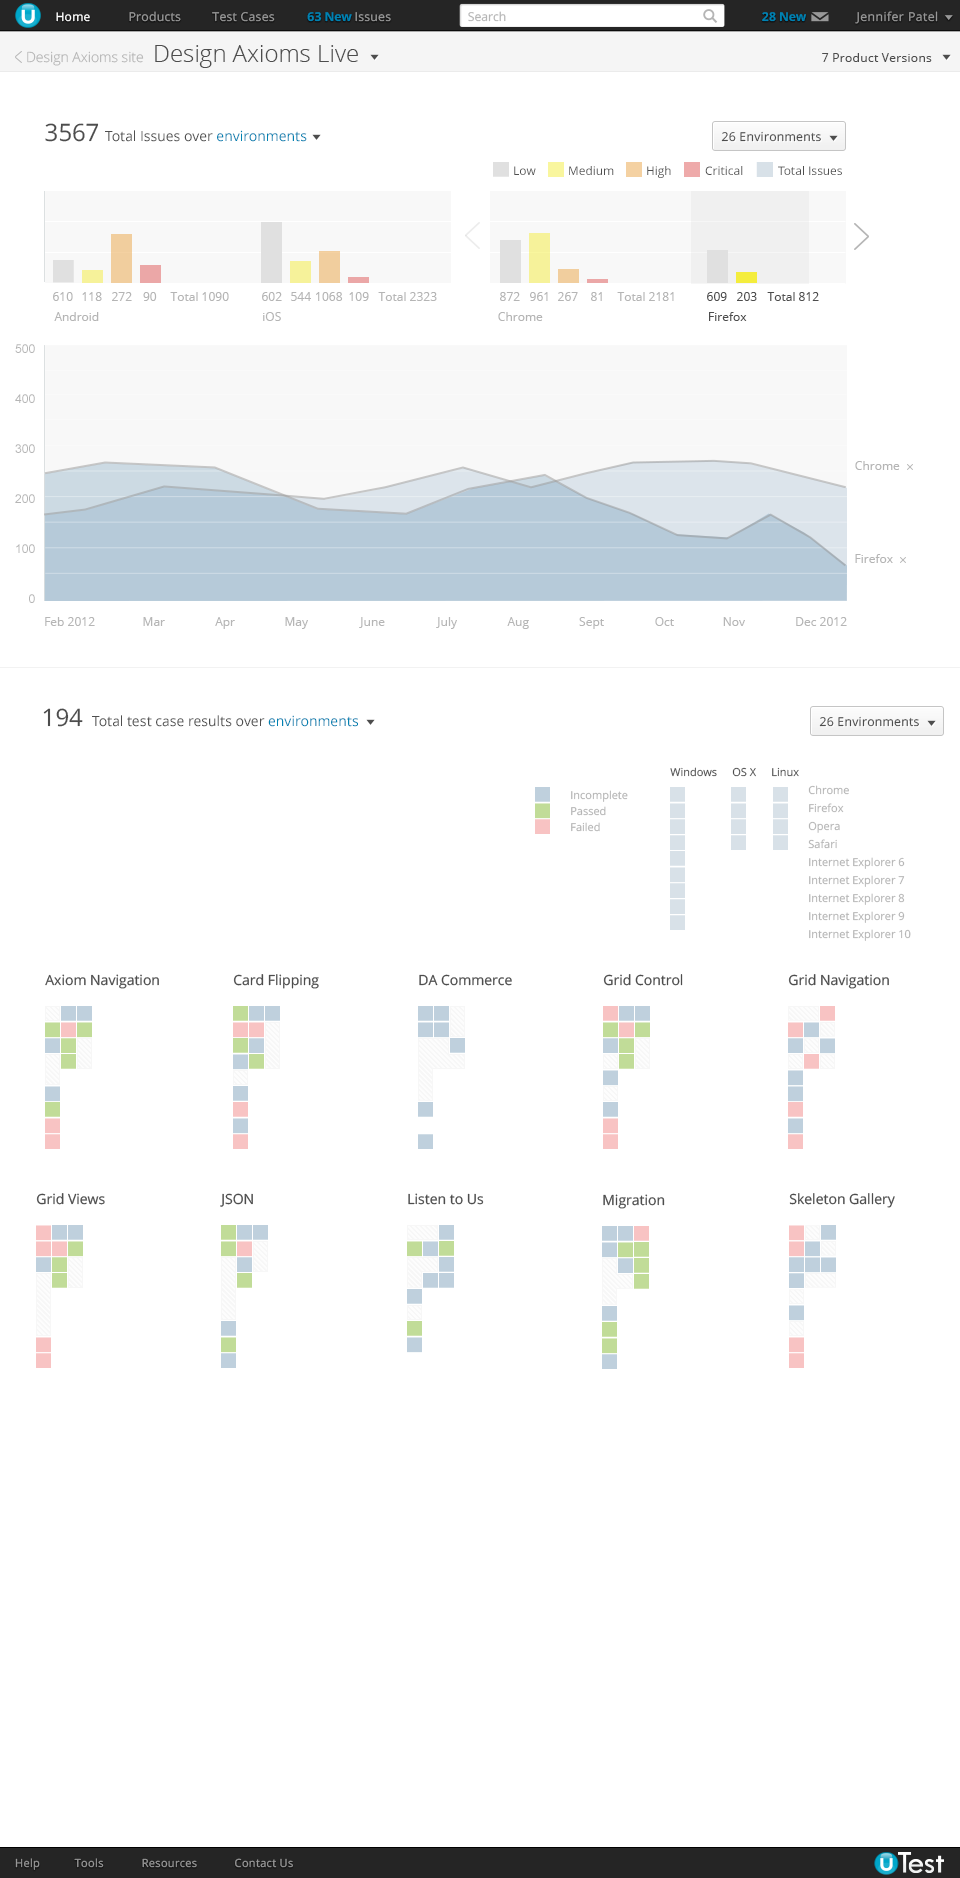 U Home Products Test Cases 63 New Issues Search 28 New Jennifer Patel
Design Axioms site Design Axioms Live 7 Product Versions
3567 Total Issues over environments 26 Environments
Low Medium High Critical Total Issues
610 118 272 90 Total 1090 602 544 1068 109 Total 2323 872 961 267 81 Total 2181 609 203 Total 812
Android iOS Chrome Firefox
500
400
300
200
100
0
Chrome ×
Firefox ×
Feb 2012 Mar Apr May June July Aug Sept Oct Nov Dec 2012
194 Total test case results over environments 26 Environments
Windows OS X Linux
Incomplete
Passed
Failed
Chrome
Firefox
Opera
Safari
Internet Explorer 6
Internet Explorer 7
Internet Explorer 8
Internet Explorer 9
Internet Explorer 10
Axiom Navigation Card Flipping DA Commerce Grid Control Grid Navigation
Grid Views JSON Listen to Us Migration Skeleton Gallery
Help Tools Resources Contact Us uTest